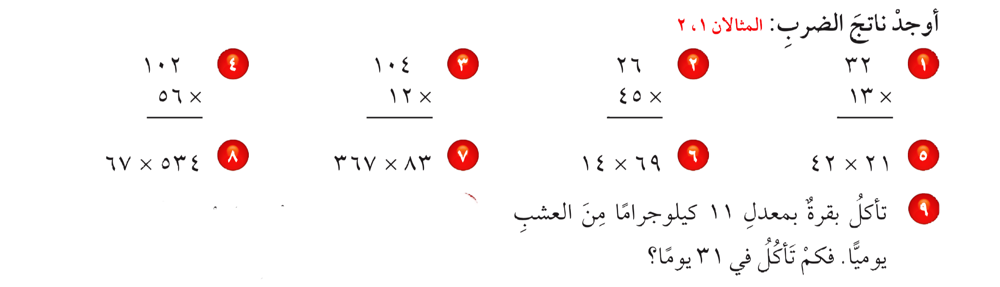 أوجدْ ناتجَ الضربِ: المثالان ١، ٢
١ ٣٢ × ١٣
٢ ٢٦ × ٤٥
٣ ١٠٤ × ١٢
٤ ١٠٢ × ٥٦
٥ ٤٢ × ٢١
٦ ١٤ × ٦٩
٧ ٣٦٧ × ٨٣
٨ ٦٧ × ٥٣٤
٩ تأكلُ بقرةٌ بمعدلِ ١١ كيلوجرامًا مِنَ العشبِ
يوميًّا. فكمْ تَأكُلُ في ٣١ يومًا؟